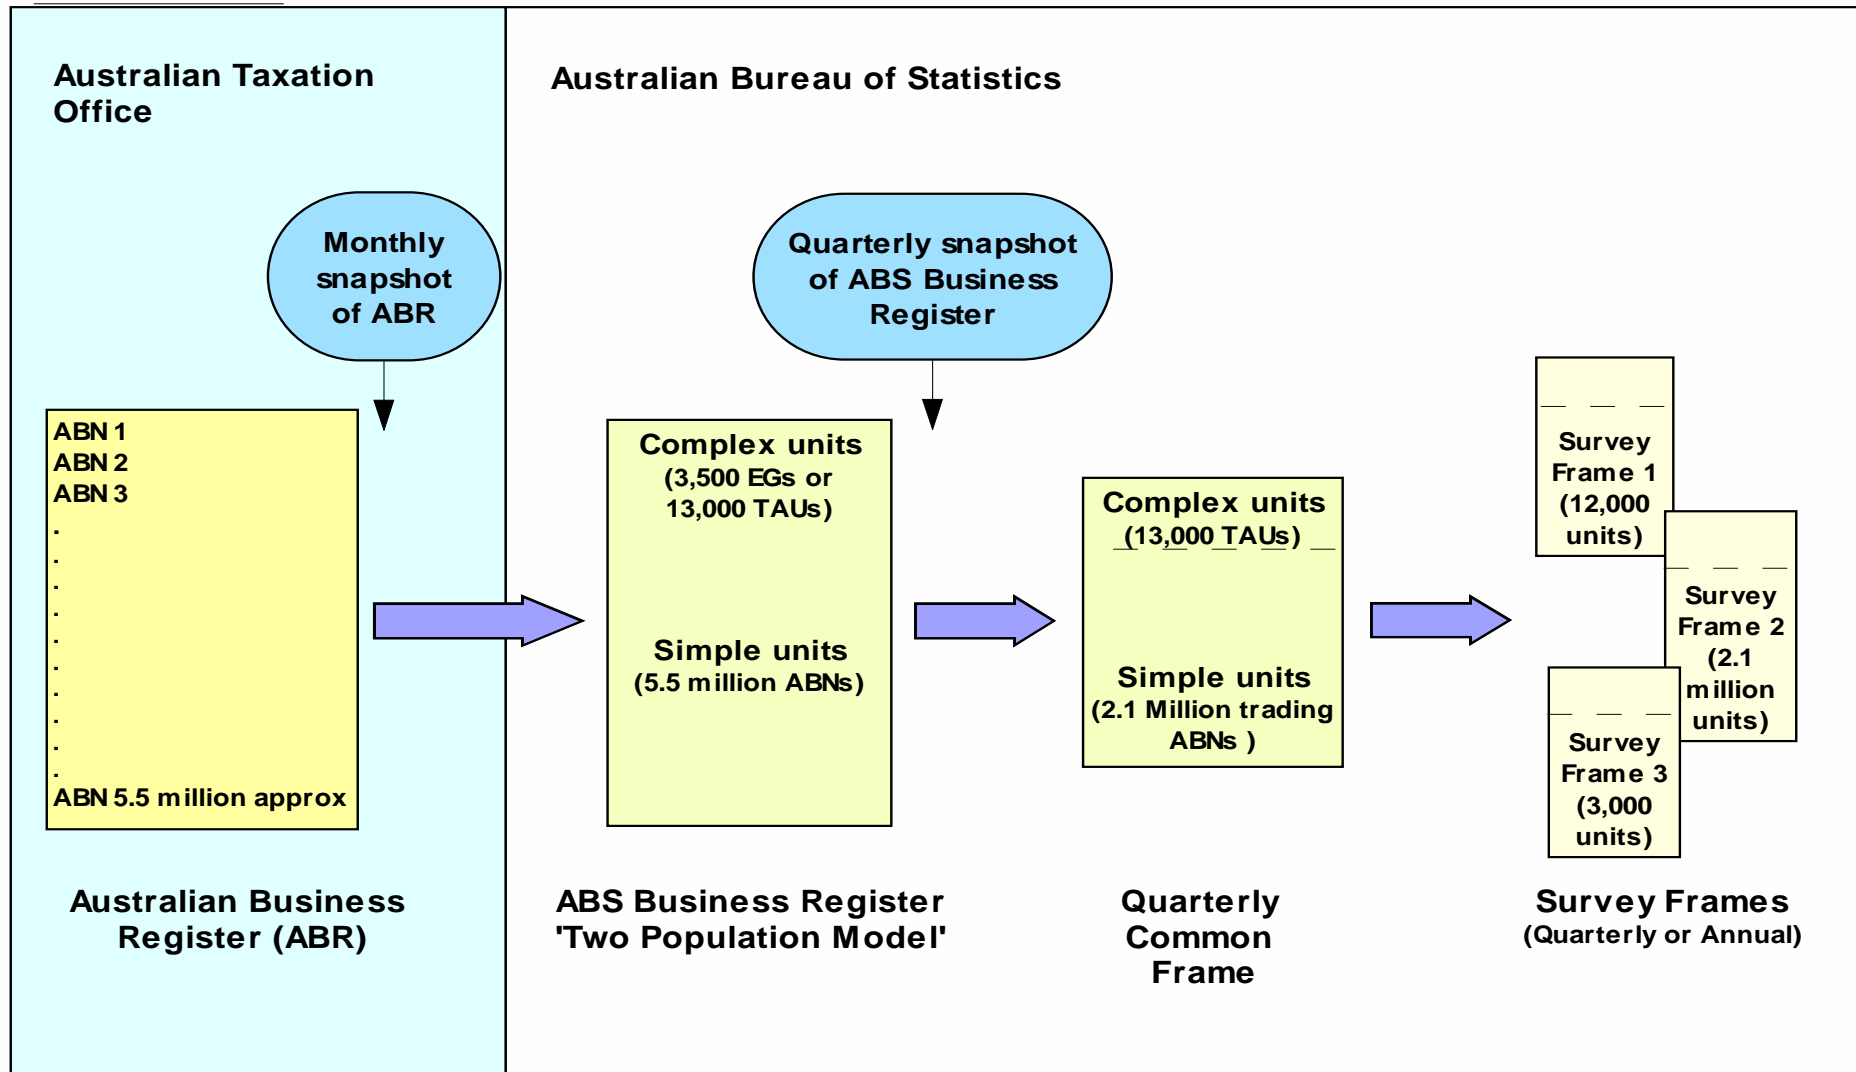 Australian Taxation
Office
Australian Bureau of Statistics
Monthly
snapshot
of ABR
Quarterly snapshot
of ABS Business
Register
ABN 1
ABN 2
ABN 3
.
.
.
.
.
.
.
.
.
.
ABN 5.5 million approx
Complex units
(3,500 EGs or
13,000 TAUs)
Simple units
(5.5 million ABNs)
Complex units
(13,000 TAUs)
Simple units
(2.1 Million trading
ABNs )
Survey
Frame 1
(12,000
units)
Survey
Frame 2
(2.1
million
units)
Survey
Frame 3
(3,000
units)
Australian Business
Register (ABR)
ABS Business Register
'Two Population Model'
Quarterly
Common
Frame
Survey Frames
(Quarterly or Annual)